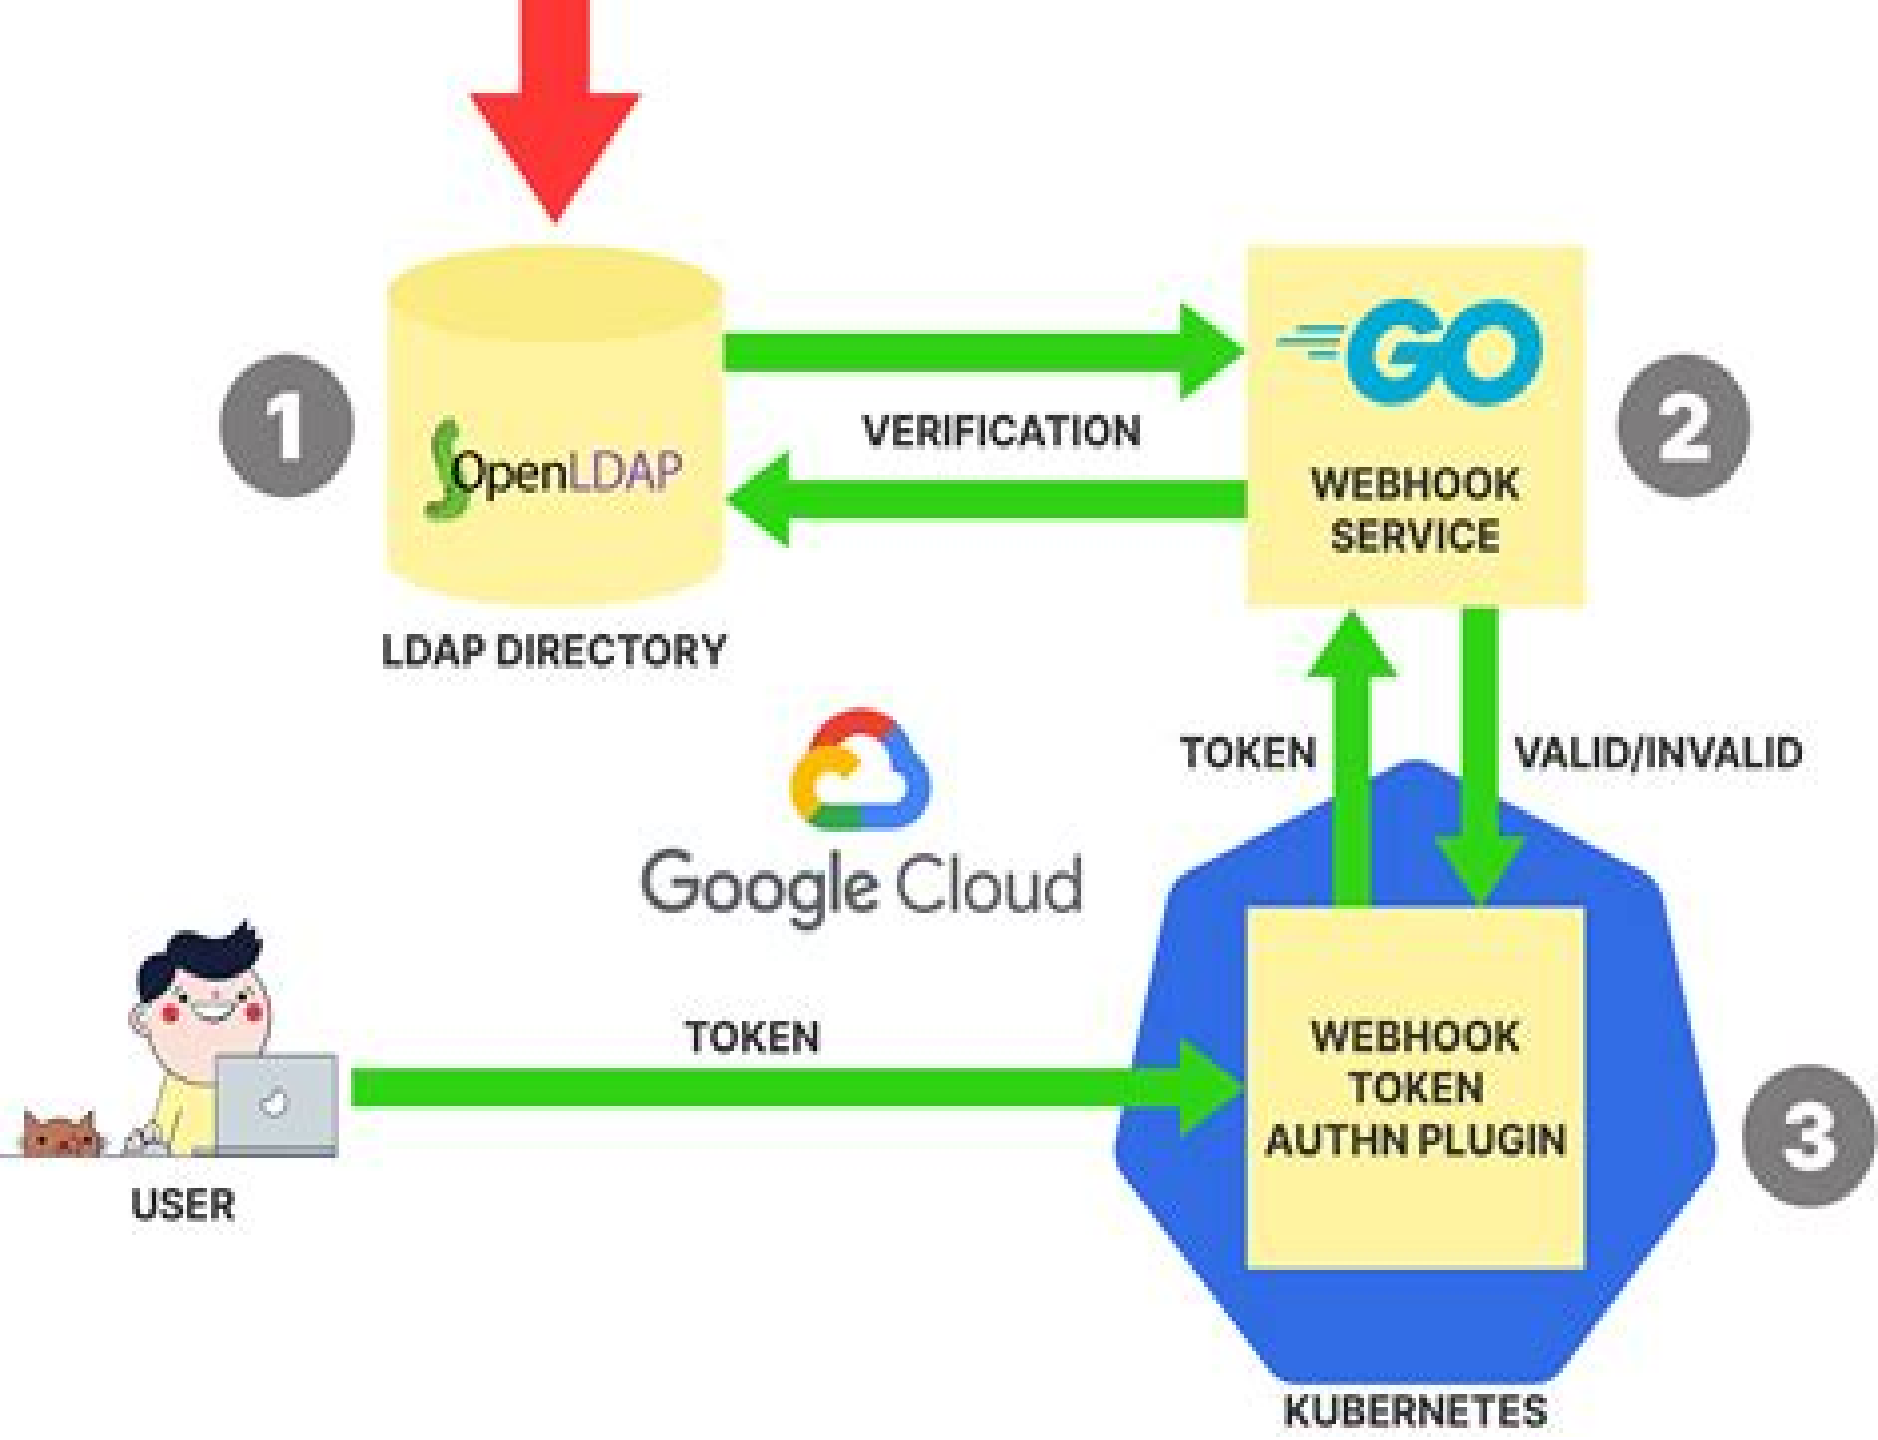 GO
1
VERIFICATION
2
OpenLDAP
WEBHOOK
SERVICE
LDAP DIRECTORY
TOKEN
VALID/INVALID
Google Cloud
TOKEN
WEBHOOK
TOKEN
AUTHN PLUGIN
3
USER
KUBERNETES